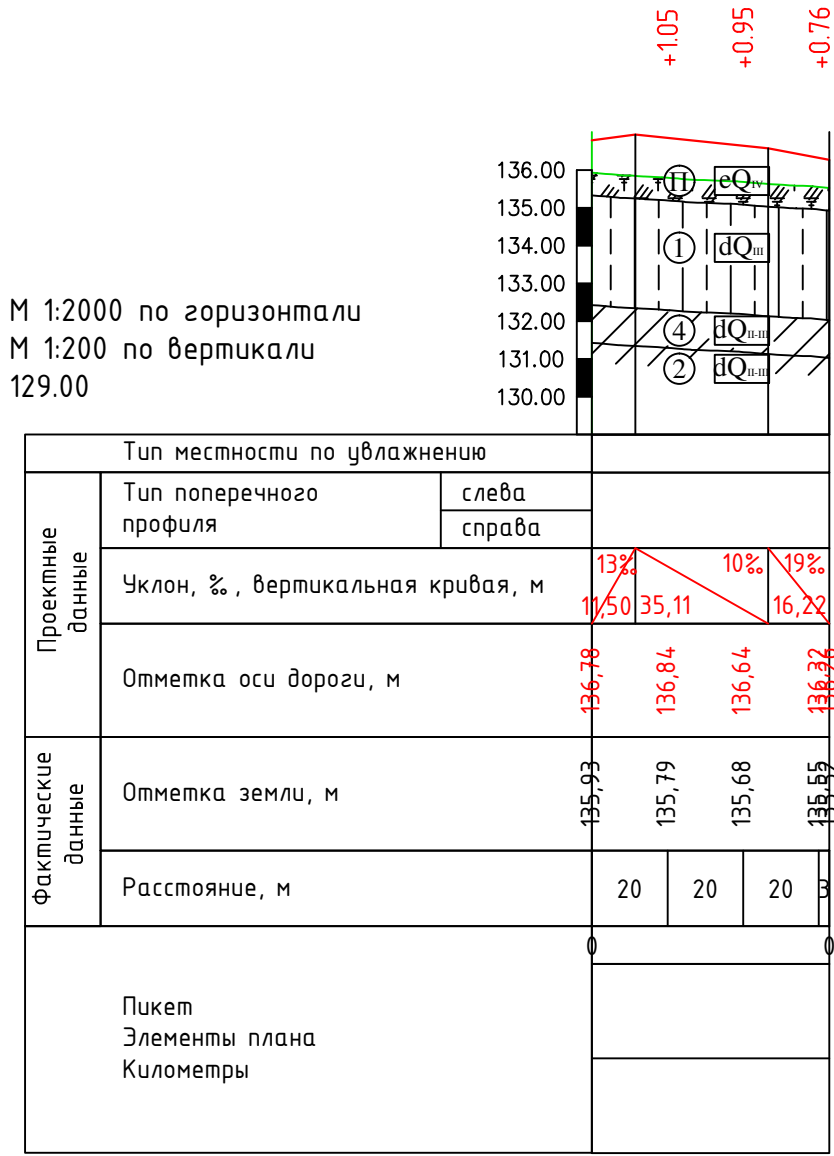 +1.05 +0.95 +0.76
136.00
135.00
134.00
133.00
132.00
131.00
130.00
П eQIV
1 dQIII
4 dQII-III
2 dQII-III
М 1:2000 по горизонтали
М 1:200 по вертикали
129.00
Тип местности по увлажнению
Проектные данные
Тип поперечного профиля
слева
справа
Уклон, ‰, вертикальная кривая, м
13‰ 10‰ 19‰
11,50 35,11 16,22
Отметка оси дороги, м
136,78 136,84 136,64 136,32
Фактические данные
Отметка земли, м
135,93 135,79 135,68 135,55
Расстояние, м
20 20 20 3
0 0
Пикет
Элементы плана
Километры